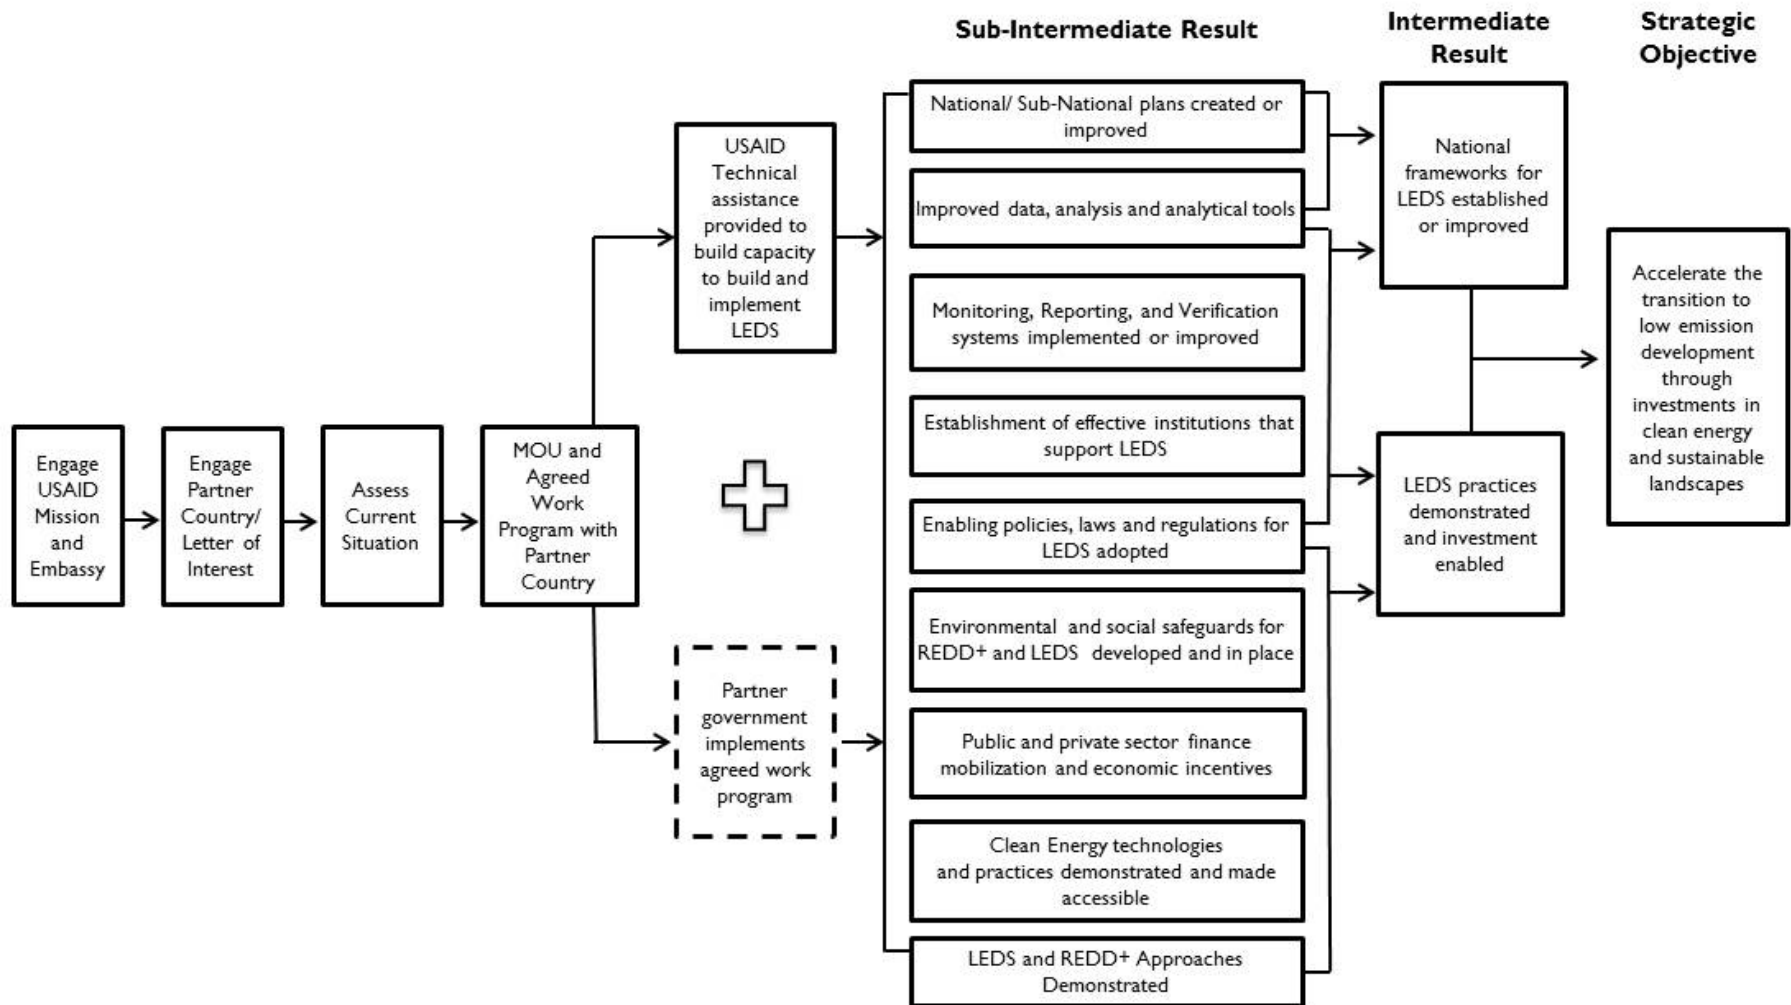 Sub-Intermediate Result
Intermediate
Result
Strategic
Objective
Engage
USAID
Mission
and
Embassy
Engage
Partner
Country/
Letter of
Interest
Assess
Current
Situation
MOU and
Agreed
Work
Program with
Partner
Country
USAID
Technical
assistance
provided to
build capacity
to build and
implement
LEDS
Partner
government
implements
agreed work
program
National/ Sub-National plans created or
improved
Improved data, analysis and analytical tools
Monitoring, Reporting, and Verification
systems implemented or improved
Establishment of effective institutions that
support LEDS
Enabling policies, laws and regulations for
LEDS adopted
Environmental and social safeguards for
REDD+ and LEDS developed and in place
Public and private sector finance
mobilization and economic incentives
Clean Energy technologies
and practices demonstrated and made
accessible
LEDS and REDD+ Approaches
Demonstrated
National
frameworks for
LEDS established
or improved
LEDS practices
demonstrated
and investment
enabled
Accelerate the
transition to
low emission
development
through
investments in
clean energy
and sustainable
landscapes